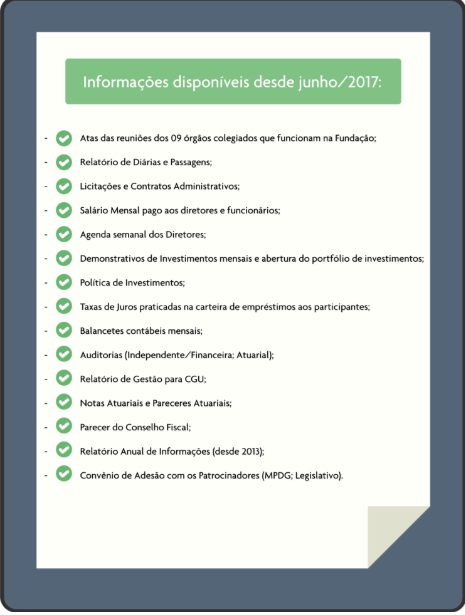 Informações disponíveis desde junho/2017:
- Atas das reuniões dos 09 órgãos colegiados que funcionam na Fundação;
- Relatório de Diárias e Passagens;
- Licitações e Contratos Administrativos;
- Salário Mensal pago aos diretores e funcionários;
- Agenda semanal dos Diretores;
- Demonstrativos de Investimentos mensais e abertura do portfólio de investimentos;
- Política de Investimentos;
- Taxas de Juros praticadas na carteira de empréstimos aos participantes;
- Balancetes contábeis mensais;
- Auditorias (Independente/Financeira; Atuarial);
- Relatório de Gestão para CGU;
- Notas Atuariais e Pareceres Atuariais;
- Parecer do Conselho Fiscal;
- Relatório Anual de Informações (desde 2013);
- Convênio de Adesão com os Patrocinadores (MPDG; Legislativo).